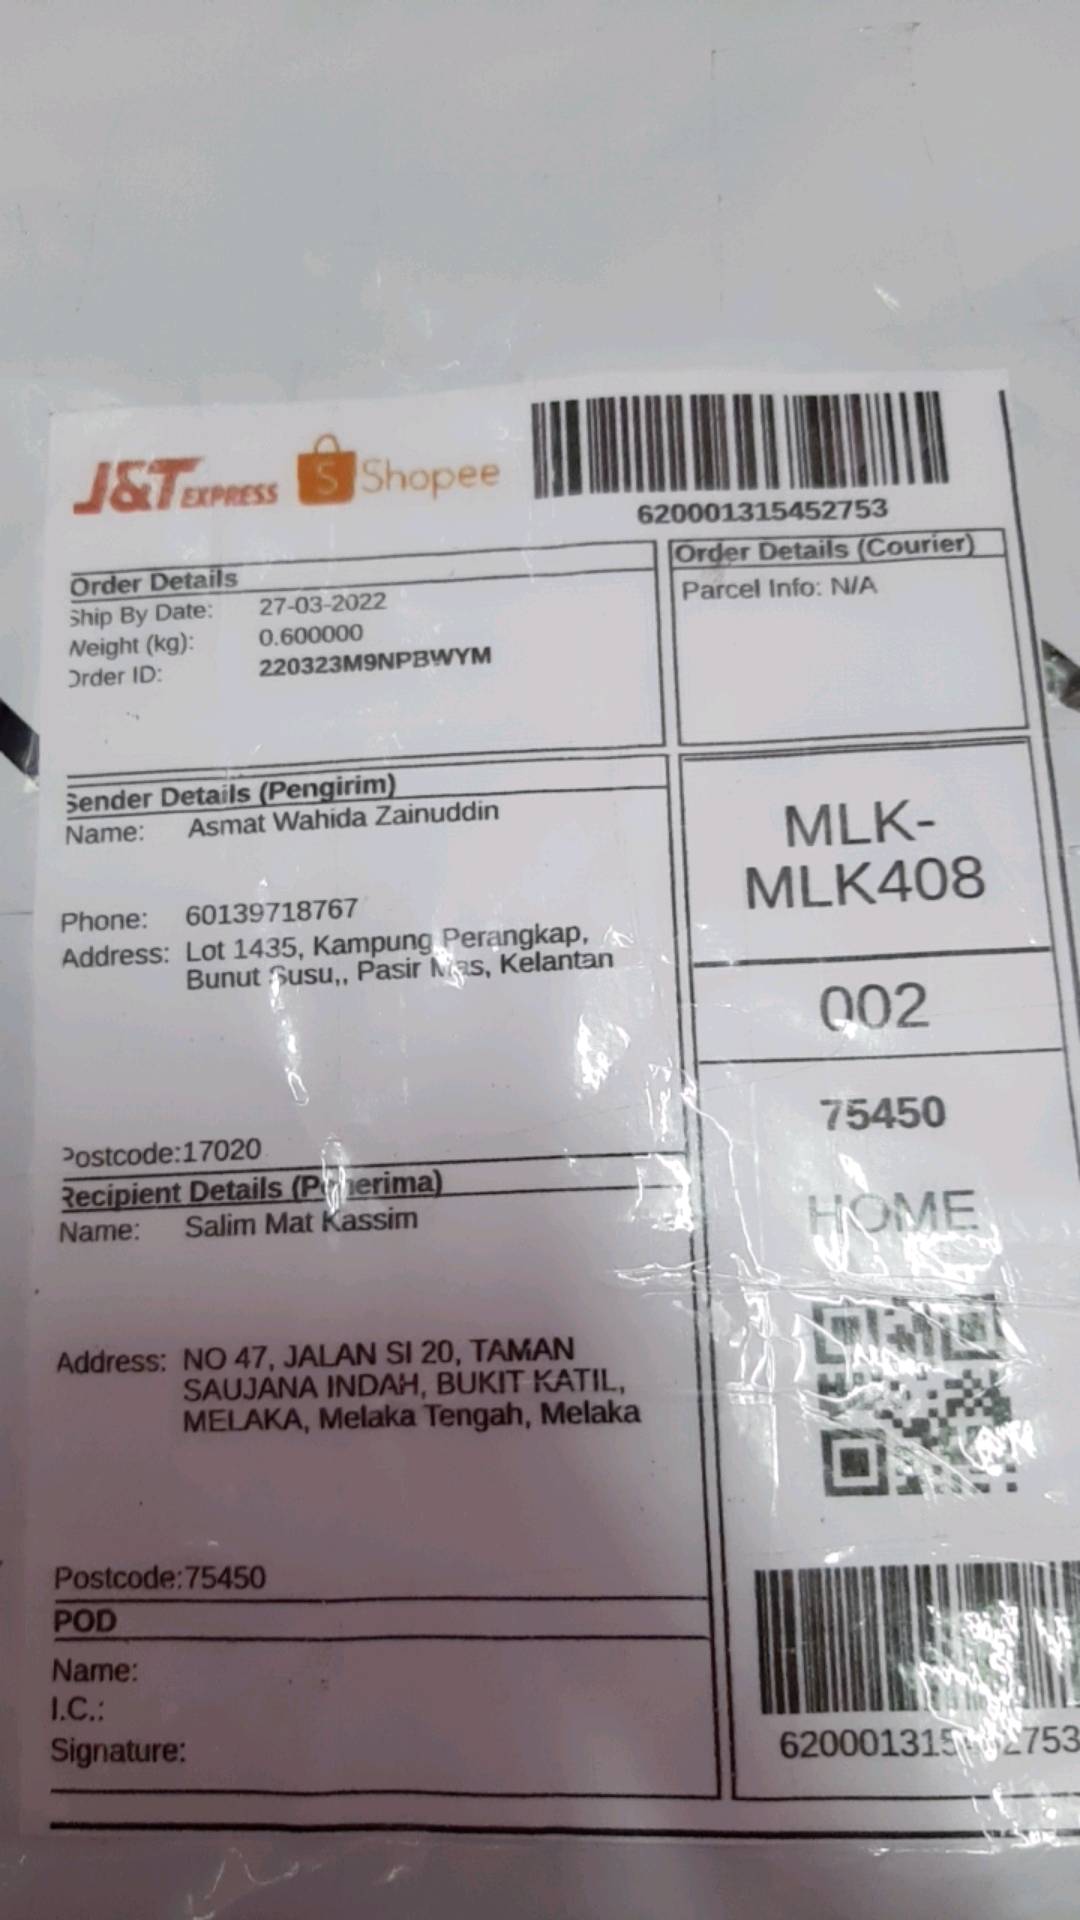 J&T EXPRESS Shopee
620001315452753
Order Details
Ship By Date: 27-03-2022
Weight (kg): 0.600000
Order ID: 220323M9NPBWYM
Order Details (Courier)
Parcel Info: N/A
Sender Details (Pengirim)
Name: Asmat Wahida Zainuddin
Phone: 60139718767
Address: Lot 1435, Kampung Perangkap,
Bunut Susu,, Pasir Mas, Kelantan
Postcode:17020
MLK-
MLK408
002
75450
HOME
Recipient Details (Penerima)
Name: Salim Mat Kassim
Address: NO 47, JALAN SI 20, TAMAN
SAUJANA INDAH, BUKIT KATIL,
MELAKA, Melaka Tengah, Melaka
Postcode:75450
POD
Name:
I.C.:
Signature:
620001315452753